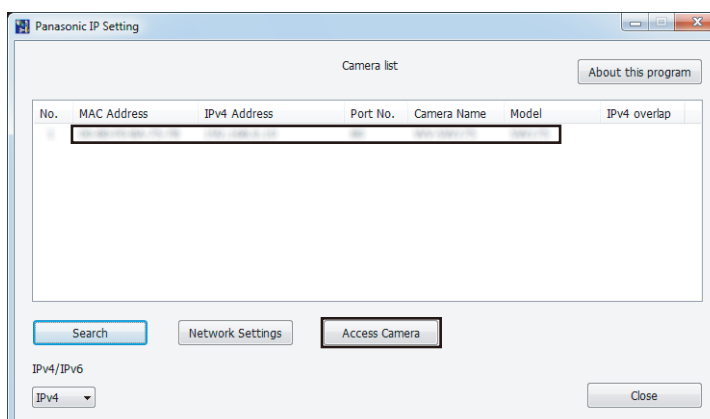 Panasonic IP Setting
Camera list
About this program
No. MAC Address IPv4 Address Port No. Camera Name Model IPv4 overlap
Search Network Settings Access Camera
IPv4/IPv6
IPv4 Close